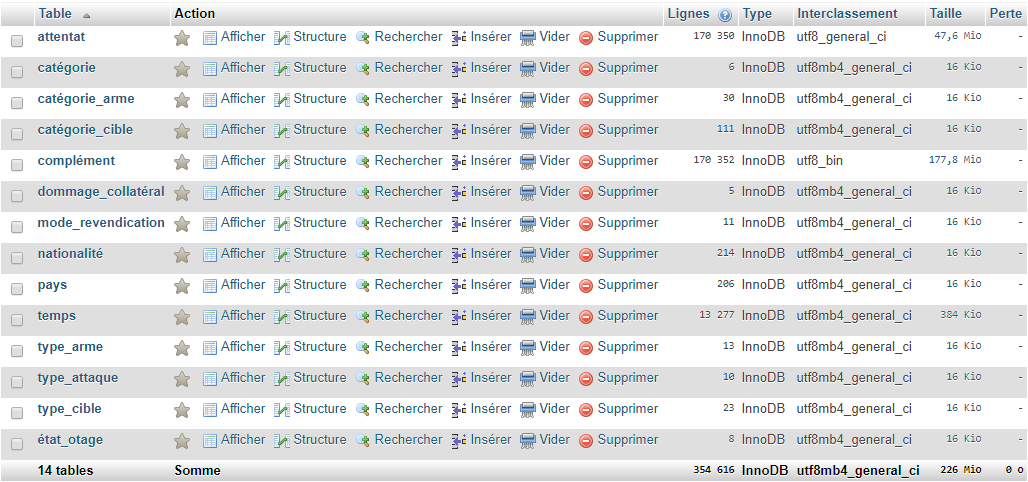 Table Action Lignes Type Interclassement Taille Perte
attentat Afficher Structure Rechercher Insérer Vider Supprimer 170 350 InnoDB utf8_general_ci 47,6 Mio -
catégorie Afficher Structure Rechercher Insérer Vider Supprimer 6 InnoDB utf8mb4_general_ci 16 Kio -
catégorie_arme Afficher Structure Rechercher Insérer Vider Supprimer 30 InnoDB utf8mb4_general_ci 16 Kio -
catégorie_cible Afficher Structure Rechercher Insérer Vider Supprimer 111 InnoDB utf8mb4_general_ci 16 Kio -
complément Afficher Structure Rechercher Insérer Vider Supprimer 170 352 InnoDB utf8_bin 177,8 Mio -
dommage_collatéral Afficher Structure Rechercher Insérer Vider Supprimer 5 InnoDB utf8mb4_general_ci 16 Kio -
mode_revendication Afficher Structure Rechercher Insérer Vider Supprimer 11 InnoDB utf8mb4_general_ci 16 Kio -
nationalité Afficher Structure Rechercher Insérer Vider Supprimer 214 InnoDB utf8mb4_general_ci 16 Kio -
pays Afficher Structure Rechercher Insérer Vider Supprimer 206 InnoDB utf8mb4_general_ci 16 Kio -
temps Afficher Structure Rechercher Insérer Vider Supprimer 13 277 InnoDB utf8mb4_general_ci 384 Kio -
type_arme Afficher Structure Rechercher Insérer Vider Supprimer 13 InnoDB utf8mb4_general_ci 16 Kio -
type_attaque Afficher Structure Rechercher Insérer Vider Supprimer 10 InnoDB utf8mb4_general_ci 16 Kio -
type_cible Afficher Structure Rechercher Insérer Vider Supprimer 23 InnoDB utf8mb4_general_ci 16 Kio -
état_otage Afficher Structure Rechercher Insérer Vider Supprimer 8 InnoDB utf8mb4_general_ci 16 Kio -
14 tables Somme 354 616 InnoDB utf8mb4_general_ci 226 Mio 0 o